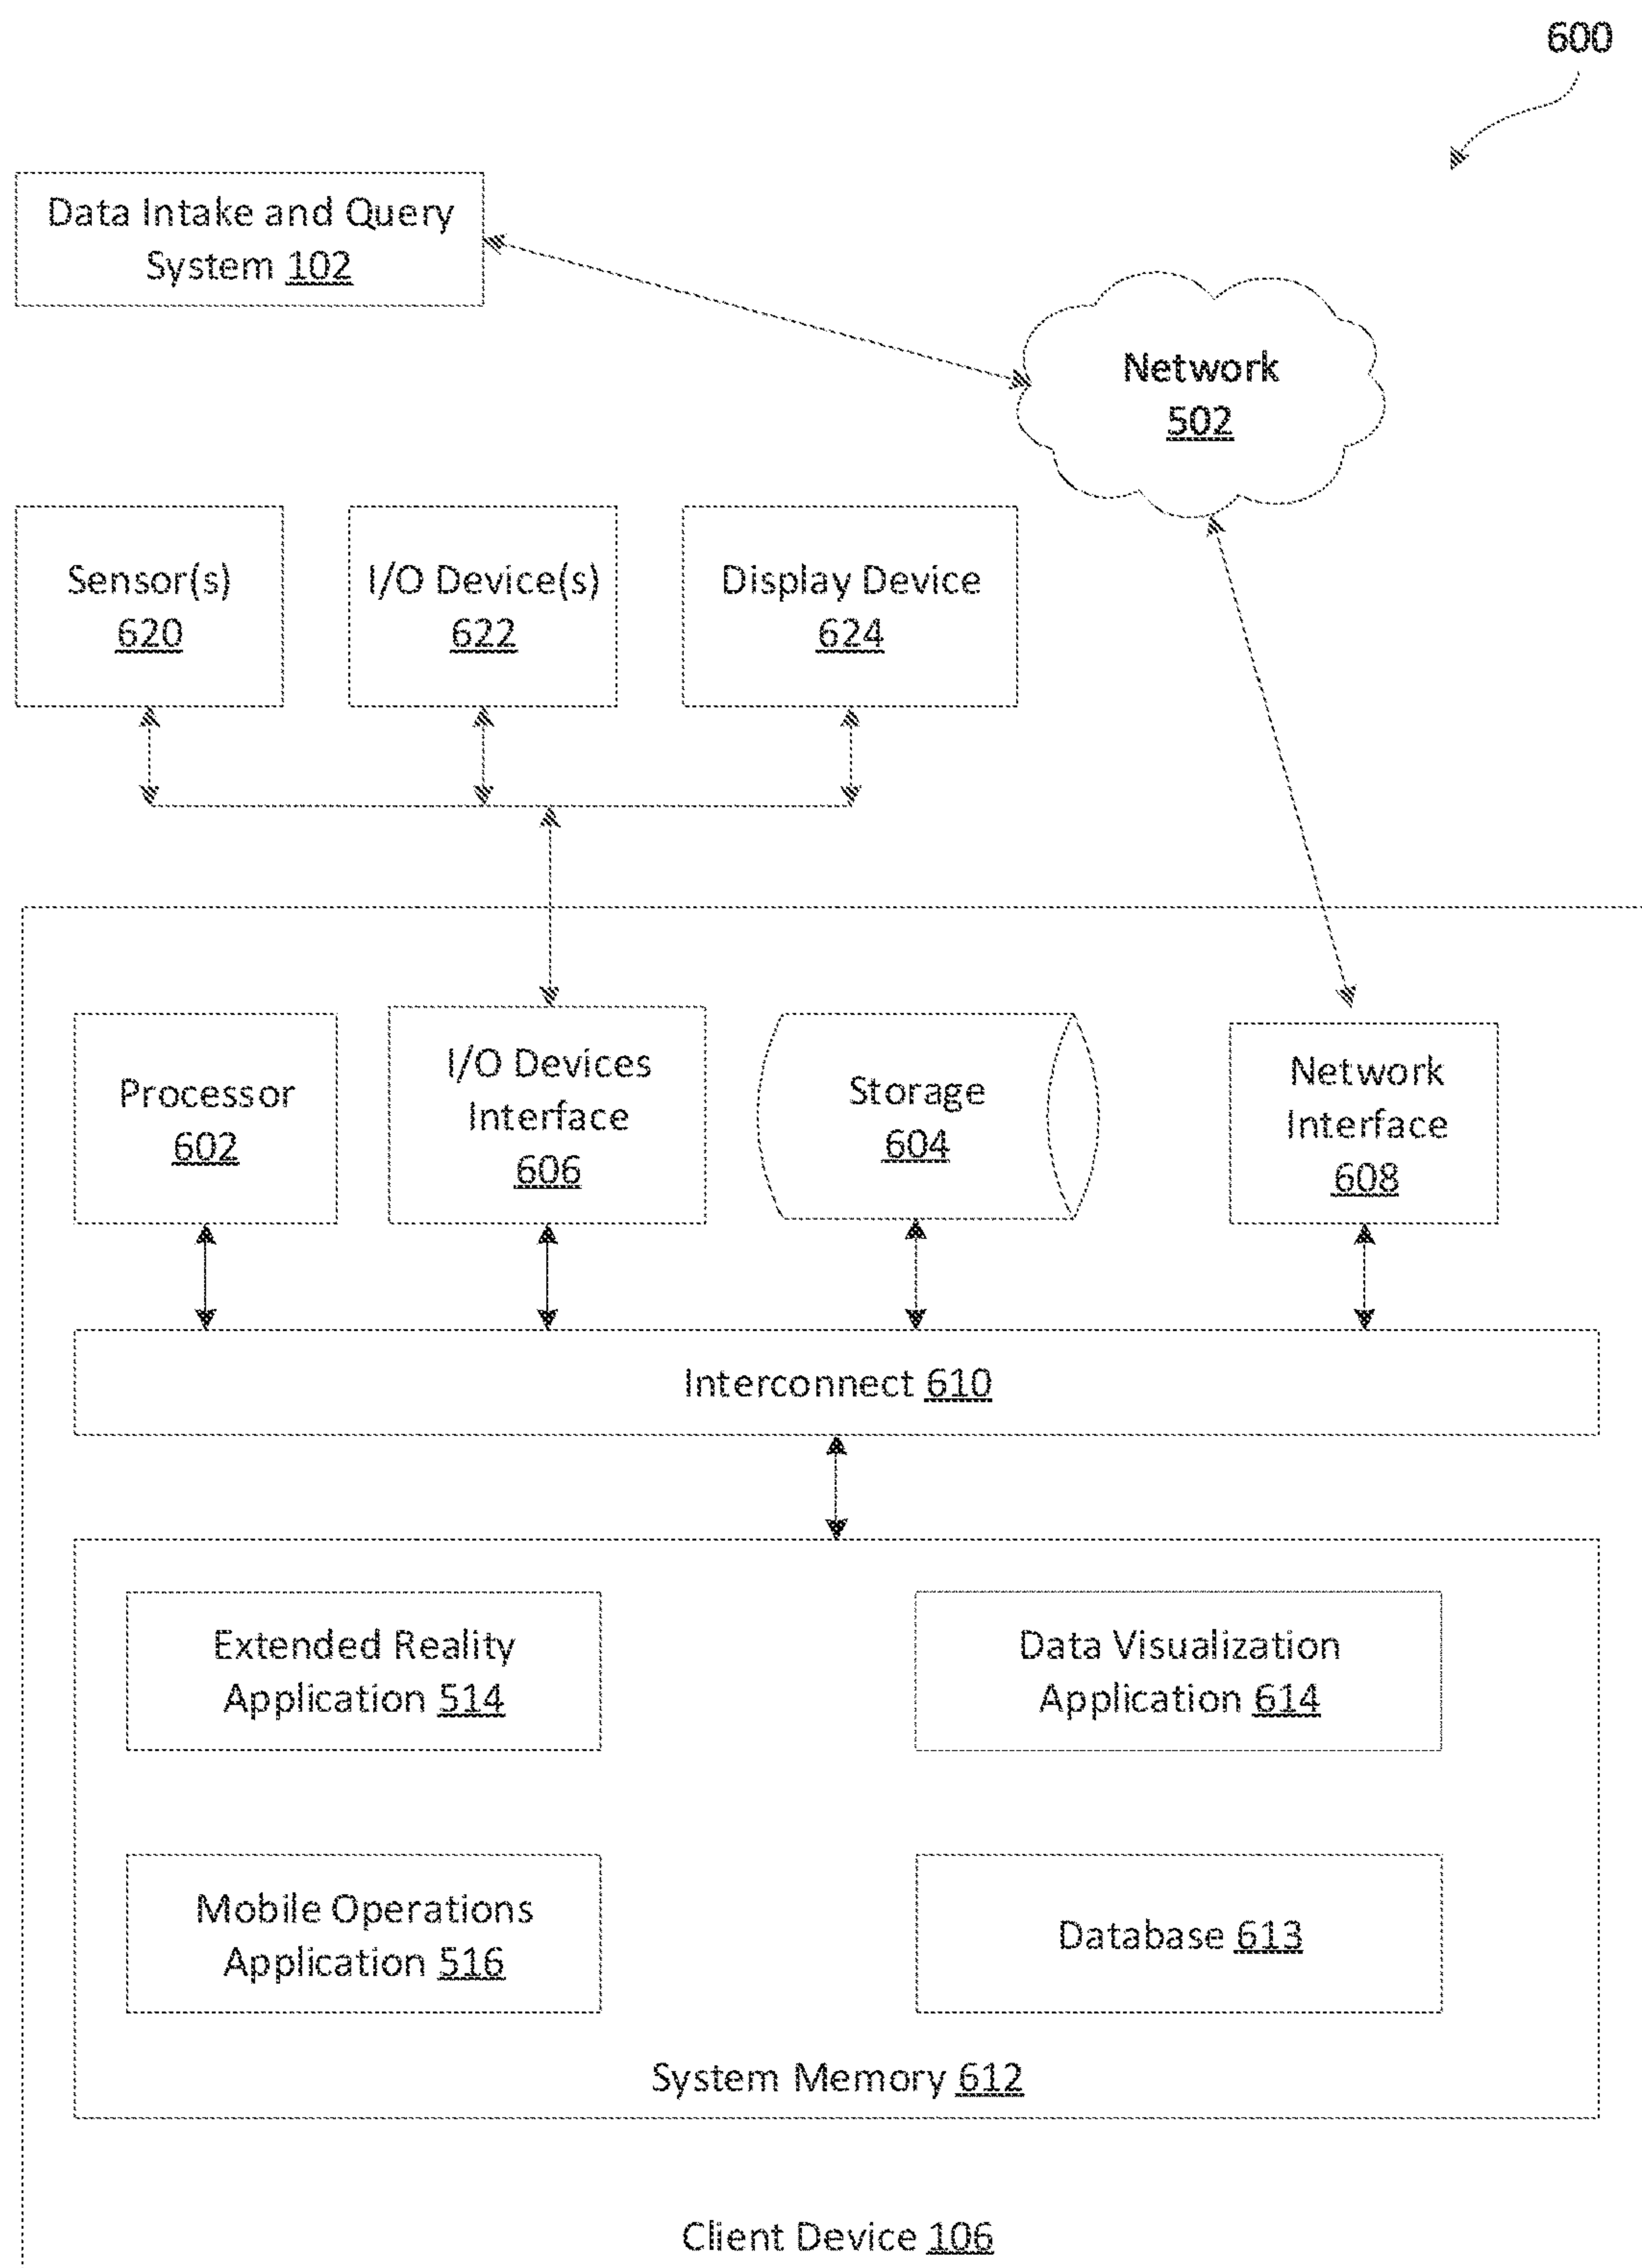 600
Data Intake and Query
System 102
Network
502
Sensor(s)
620
I/O Device(s)
622
Display Device
624
Processor
602
I/O Devices
Interface
606
Storage
604
Network
Interface
608
Interconnect 610
Extended Reality
Application 514
Data Visualization
Application 614
Mobile Operations
Application 516
Database 613
System Memory 612
Client Device 106